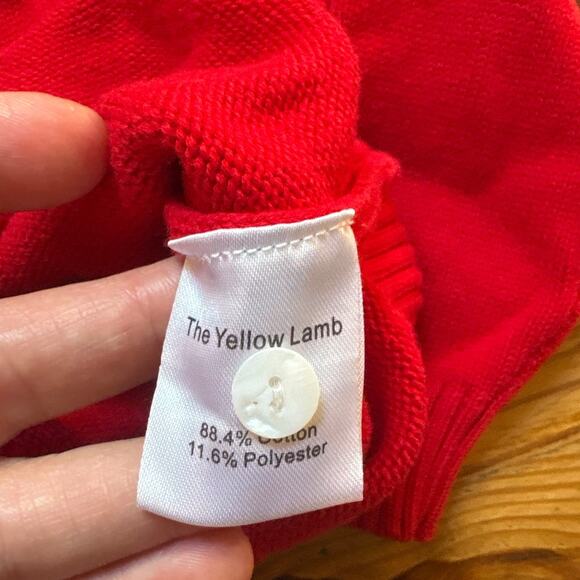 The Yellow Lamb
88.4% Cotton
11.6% Polyester